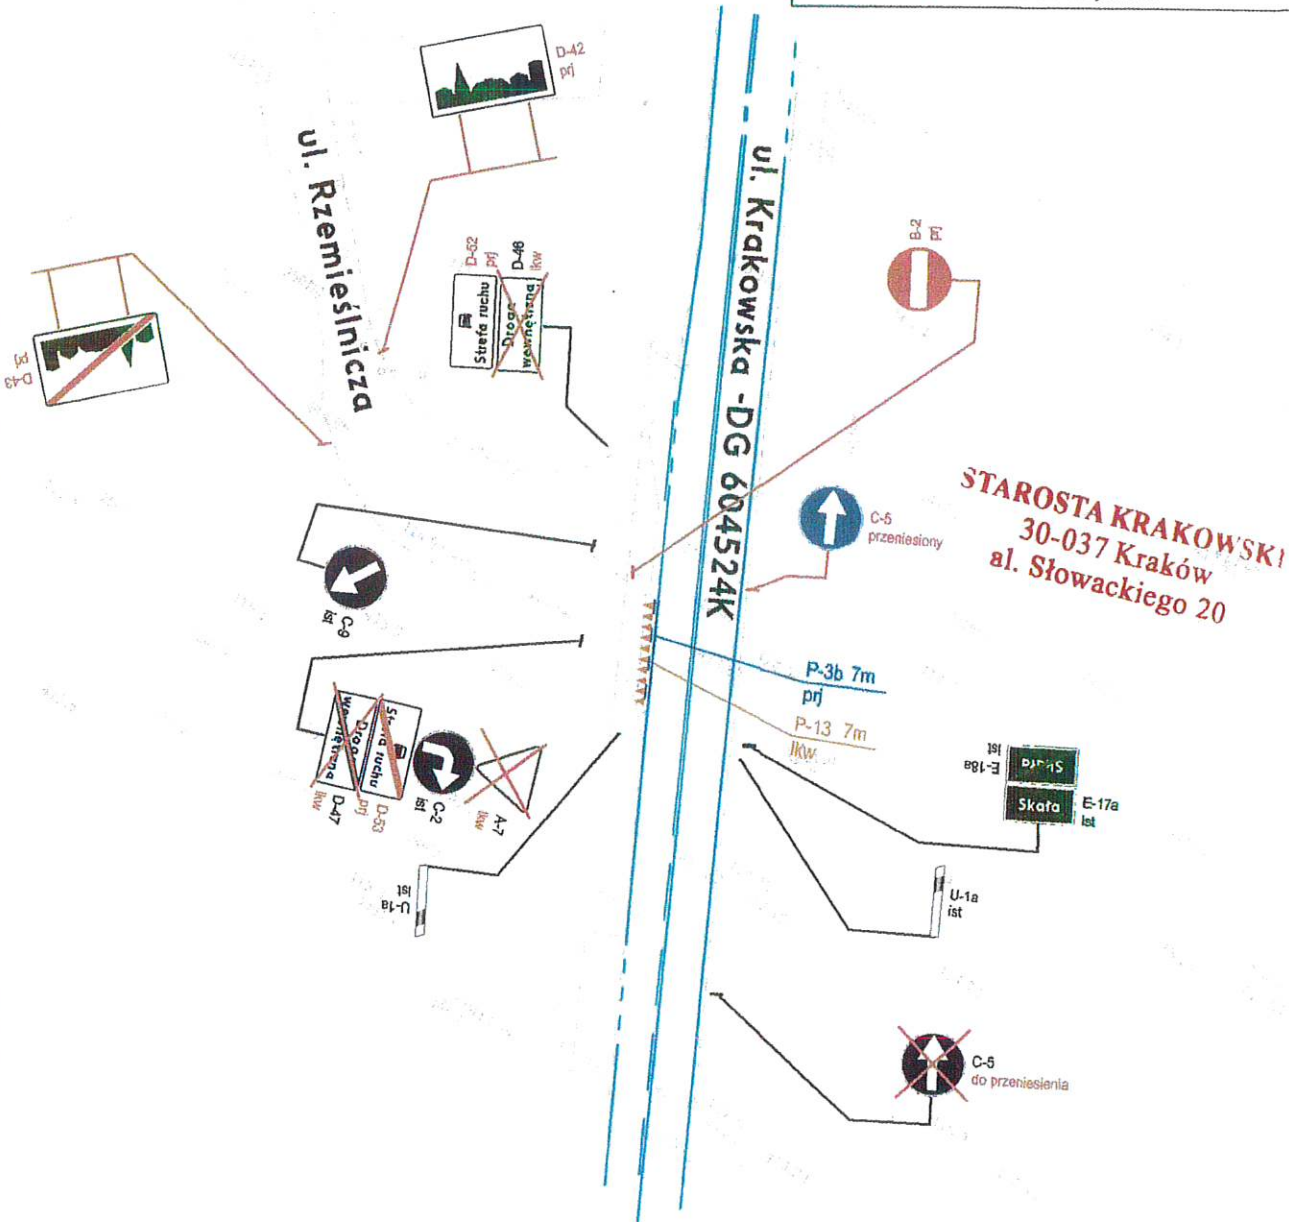 D-42
prj
ul. Rzemieślnicza
ul. Krakowska -DG 604524K
B-2
prj
D-52
prj
D-46
lkw
Strefa ruchu
Droga
wewnętrzna
D-43
prj
C-5
przeniesiony
STAROSTA KRAKOWSKI
30-037 Kraków
al. Słowackiego 20
C-9
ist
P-3b 7m
prj
P-13 7m
lkw
Strefa ruchu
Droga
wewnętrzna
D-47
lkw
D-53
prj
C-2
ist
A-7
lkw
E-18a
ist
Skała
Skała
E-17a
ist
U-1a
ist
U-1a
ist
C-5
do przeniesienia